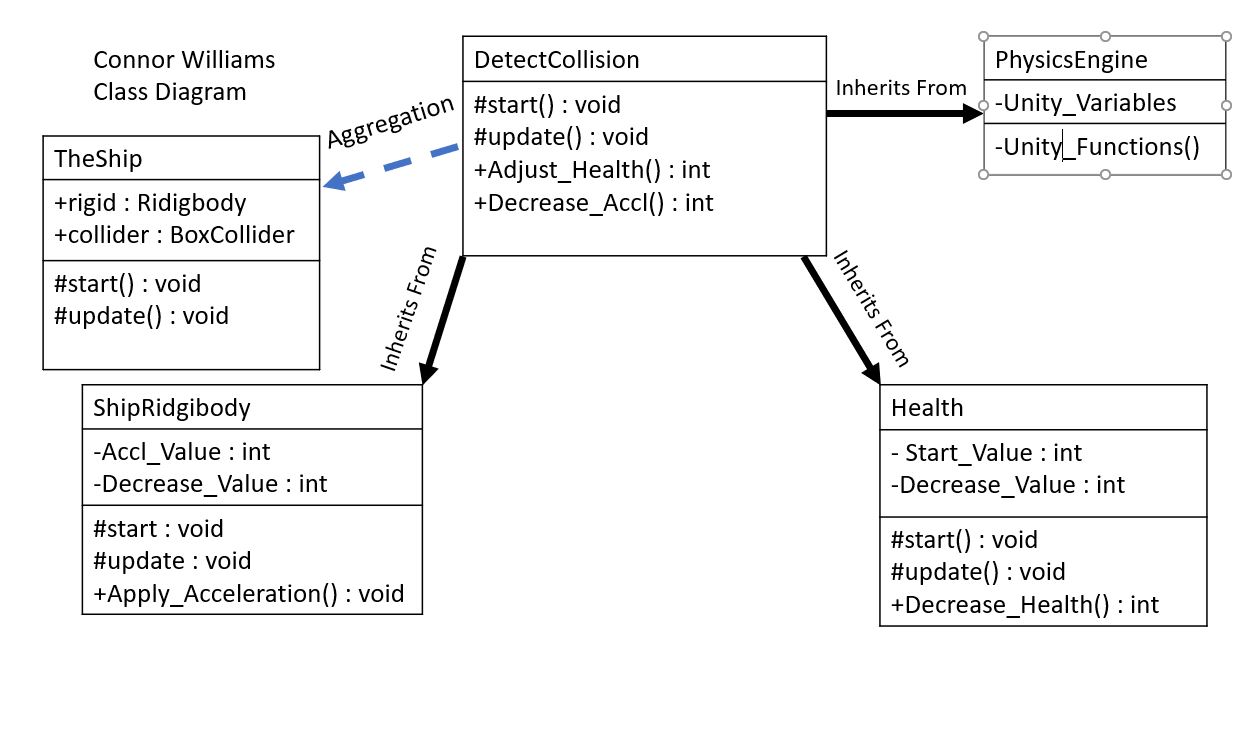 Connor Williams
Class Diagram
DetectCollision
#start() : void
#update() : void
+Adjust_Health() : int
+Decrease_Accl() : int
Inherits From
PhysicsEngine
-Unity_Variables
-Unity_Functions()
Aggregation
TheShip
+rigid : Ridigbody
+collider : BoxCollider
#start() : void
#update() : void
Inherits From
Inherits From
ShipRidgibody
-Accl_Value : int
-Decrease_Value : int
#start : void
#update : void
+Apply_Acceleration() : void
Health
- Start_Value : int
-Decrease_Value : int
#start() : void
#update() : void
+Decrease_Health() : int